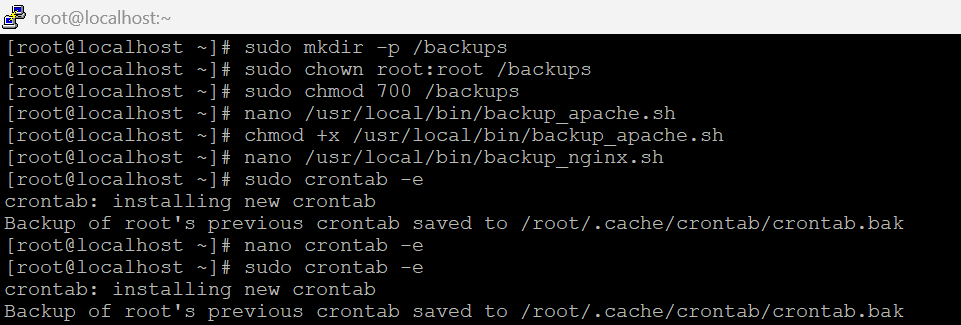 root@localhost:~
[root@localhost ~]# sudo mkdir -p /backups
[root@localhost ~]# sudo chown root:root /backups
[root@localhost ~]# sudo chmod 700 /backups
[root@localhost ~]# nano /usr/local/bin/backup_apache.sh
[root@localhost ~]# chmod +x /usr/local/bin/backup_apache.sh
[root@localhost ~]# nano /usr/local/bin/backup_nginx.sh
[root@localhost ~]# sudo crontab -e
crontab: installing new crontab
Backup of root's previous crontab saved to /root/.cache/crontab/crontab.bak
[root@localhost ~]# nano crontab -e
[root@localhost ~]# sudo crontab -e
crontab: installing new crontab
Backup of root's previous crontab saved to /root/.cache/crontab/crontab.bak